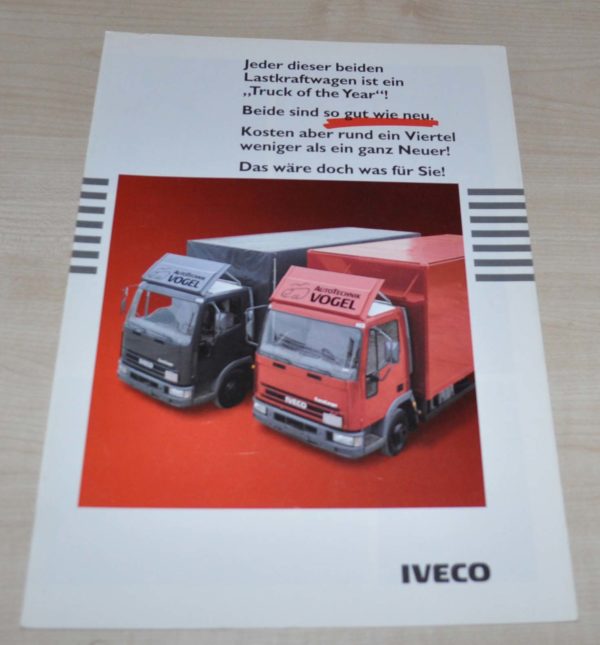 Jeder dieser beiden
Lastkraftwagen ist ein
„Truck of the Year“!
Beide sind so gut wie neu.
Kosten aber rund ein Viertel
weniger als ein ganz Neuer!
Das wäre doch was für Sie!
AUTOTECHNIK
VOGEL
AUTOTECHNIK
VOGEL
IVECO
IVECO